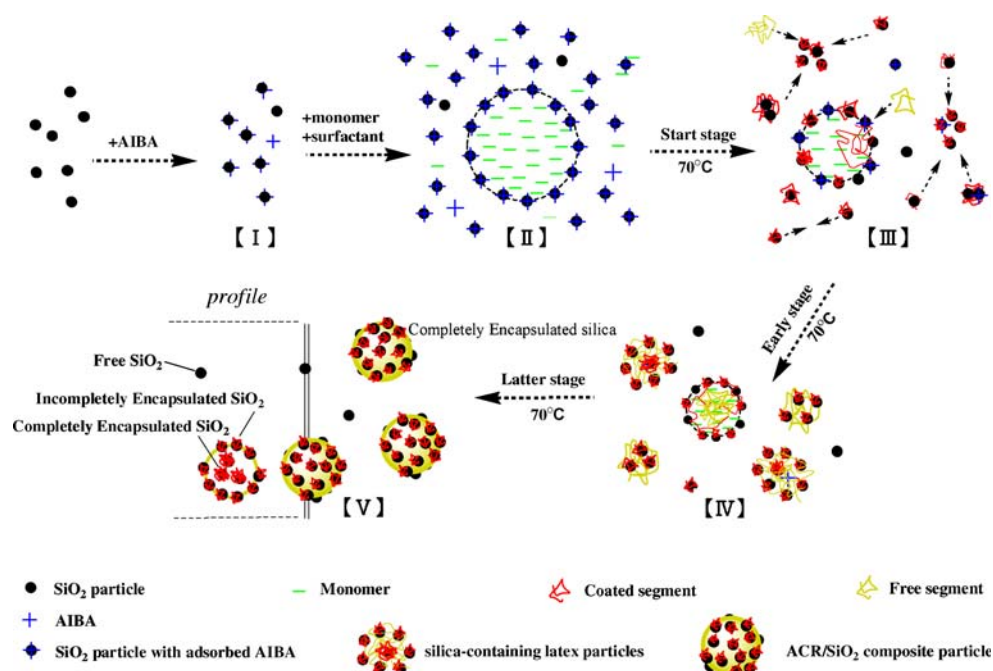 +AIBA
+monomer
+surfactant
Start stage
70°C
【Ⅰ】
【Ⅱ】
【Ⅲ】
Early stage
70°C
profile
Completely Encapsulated silica
Free SiO₂
Latter stage
70°C
Incompletely Encapsulated SiO₂
Completely Encapsulated SiO₂
【Ⅴ】
【Ⅳ】
SiO₂ particle
Monomer
Coated segment
Free segment
AIBA
SiO₂ particle with adsorbed AIBA
silica-containing latex particles
ACR/SiO₂ composite particle